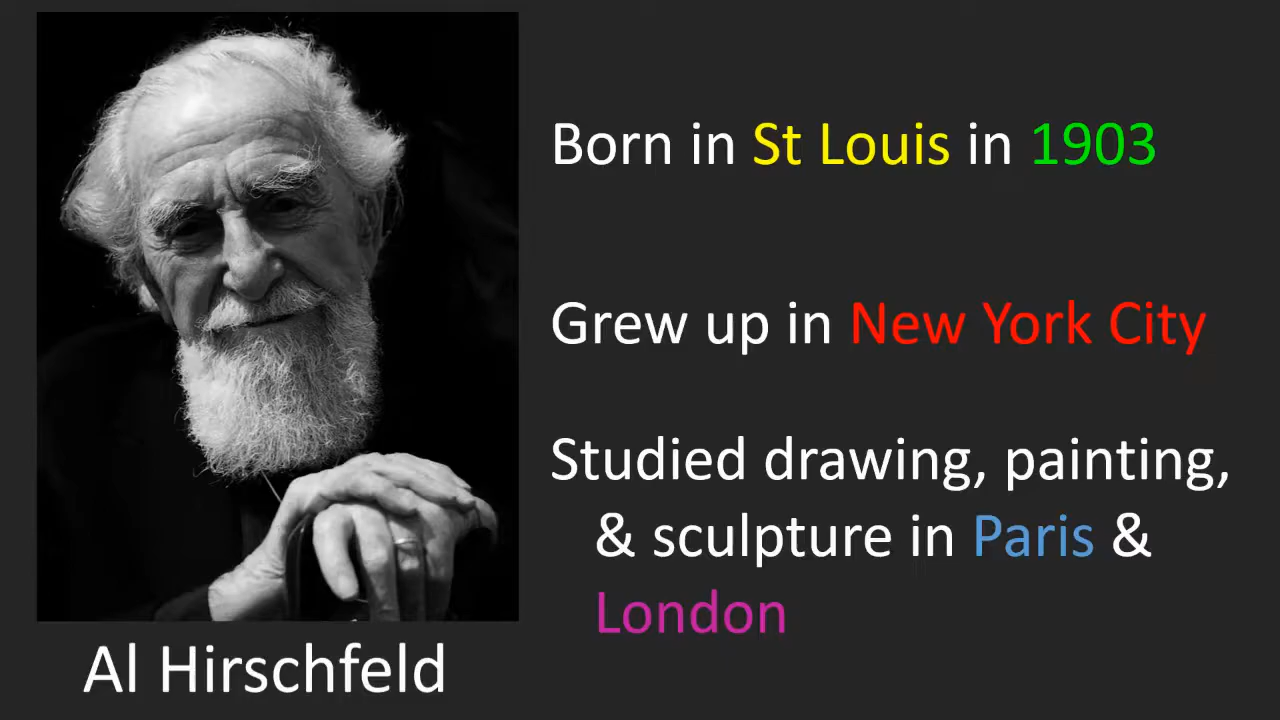 Born in St Louis in 1903
Grew up in New York City
Studied drawing, painting,
& sculpture in Paris &
London
Al Hirschfeld